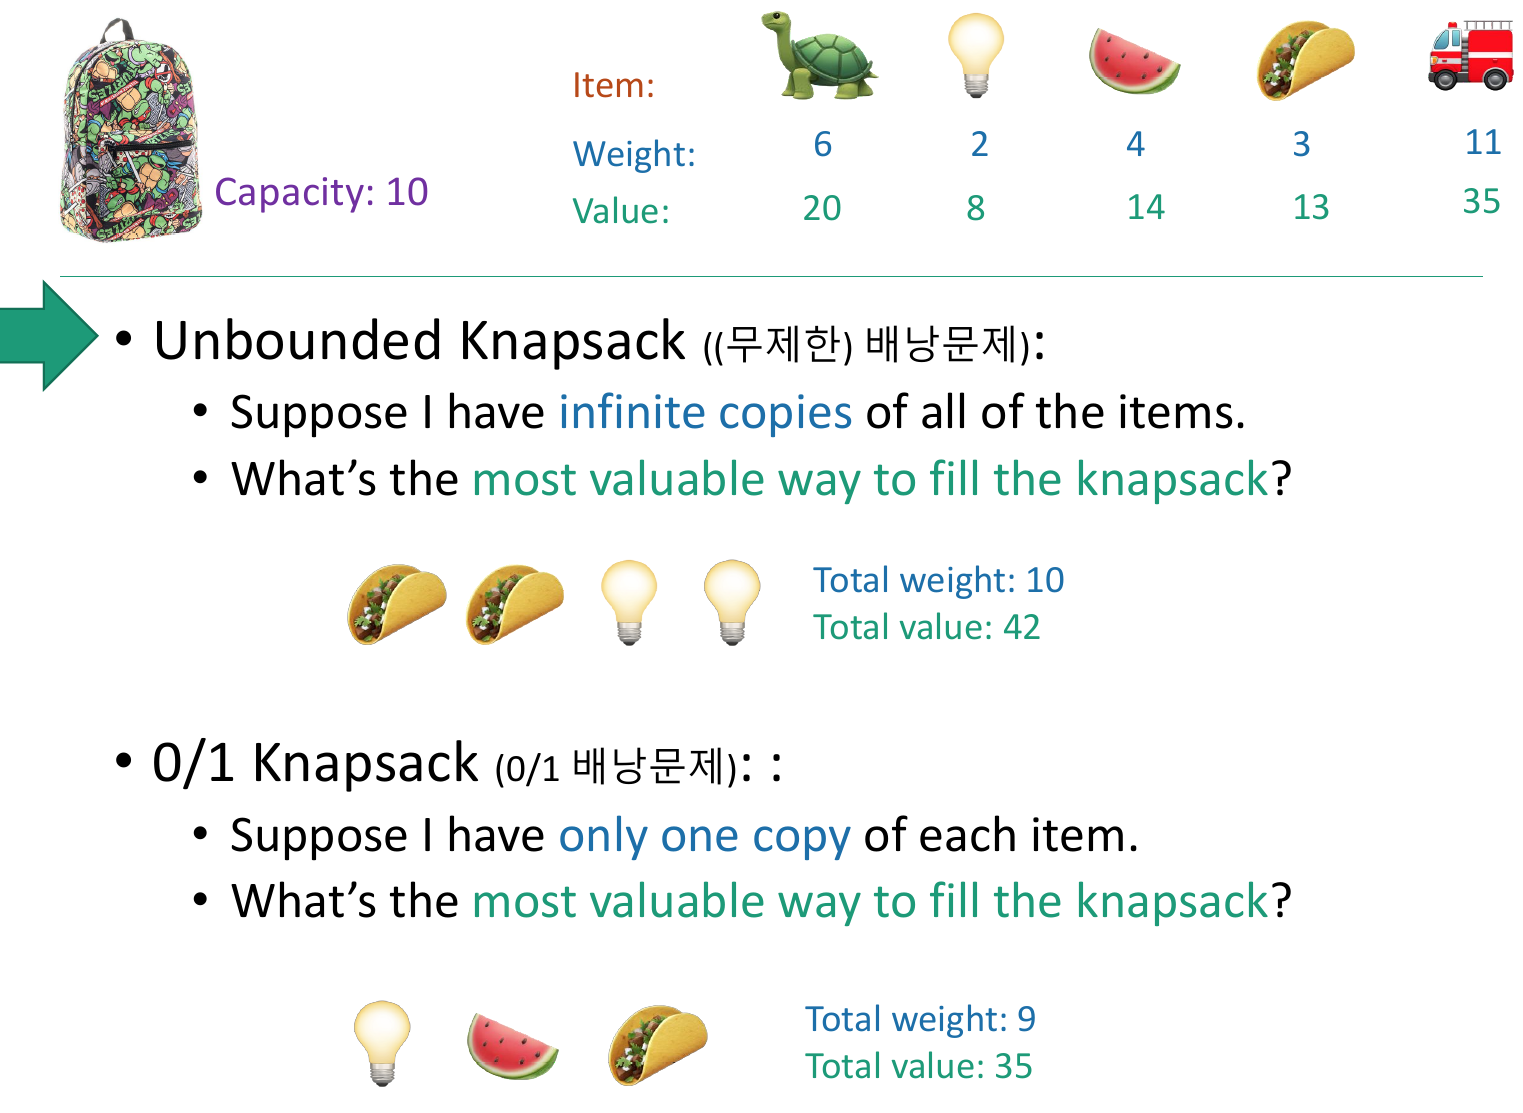 Capacity: 10
Item:
Weight: 6 2 4 3 11
Value: 20 8 14 13 35
• Unbounded Knapsack ((무제한) 배낭문제):
• Suppose I have infinite copies of all of the items.
• What’s the most valuable way to fill the knapsack?
Total weight: 10
Total value: 42
• 0/1 Knapsack (0/1 배낭문제): :
• Suppose I have only one copy of each item.
• What’s the most valuable way to fill the knapsack?
Total weight: 9
Total value: 35